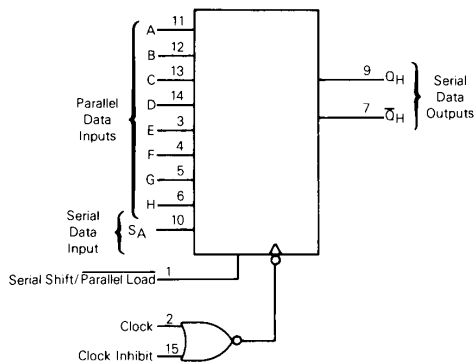 Parallel
Data
Inputs
A 11
B 12
C 13
D 14
E 3
F 4
G 5
H 6
Serial
Data
Input
SA 10
Serial Shift/Parallel Load 1
Clock 2
Clock Inhibit 15
9 QH
7 Q̅H
Serial
Data
Outputs